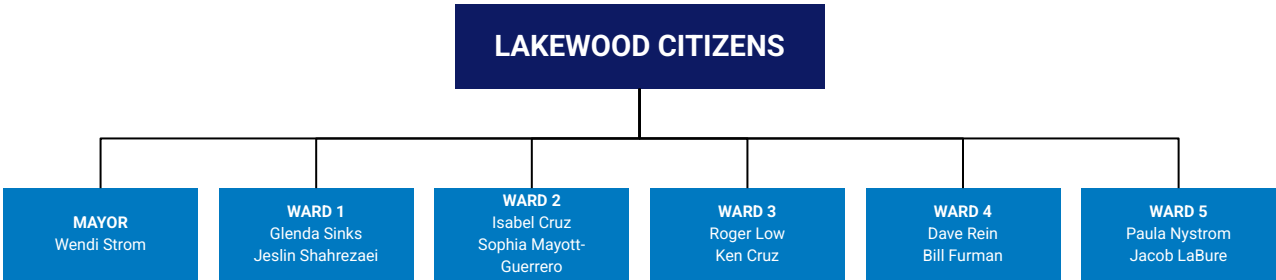 LAKEWOOD CITIZENS
MAYOR
Wendi Strom
WARD 1
Glenda Sinks
Jeslin Shahrezaei
WARD 2
Isabel Cruz
Sophia Mayott-
Guerrero
WARD 3
Roger Low
Ken Cruz
WARD 4
Dave Rein
Bill Furman
WARD 5
Paula Nystrom
Jacob LaBure